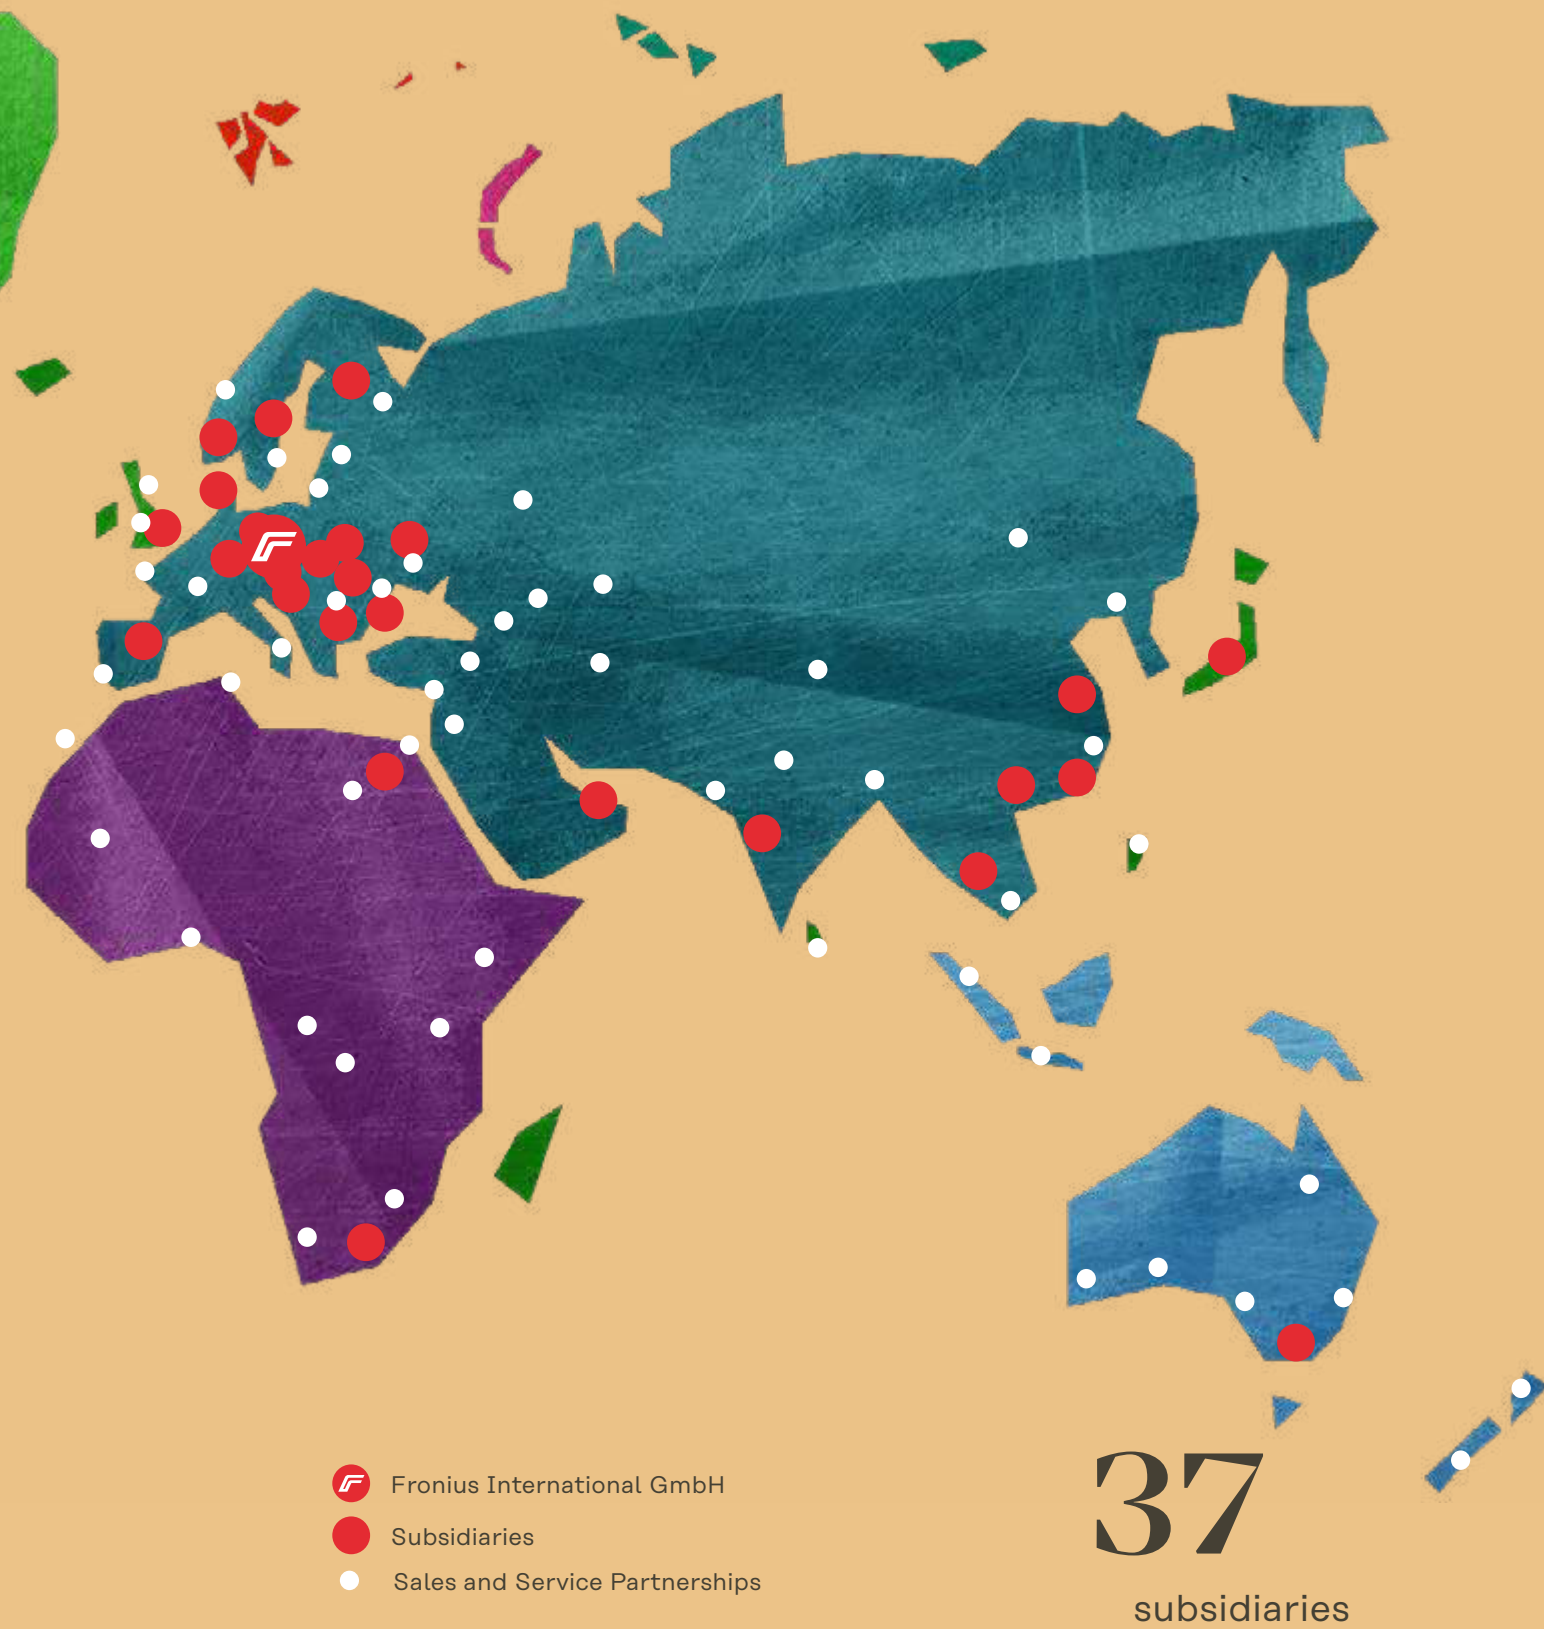 Fronius International GmbH
Subsidiaries
Sales and Service Partnerships
37
subsidiaries